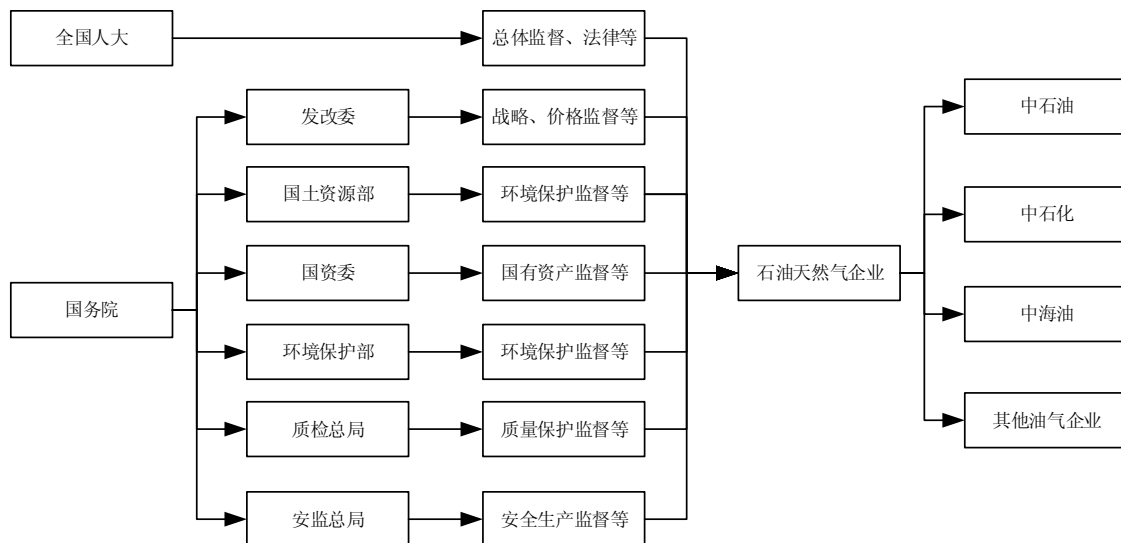 全国人大
总体监督、法律等
发改委
战略、价格监督等
中石油
国土资源部
环境保护监督等
中石化
国务院
国资委
国有资产监督等
石油天然气企业
环境保护部
环境保护监督等
中海油
质检总局
质量保护监督等
其他油气企业
安监总局
安全生产监督等